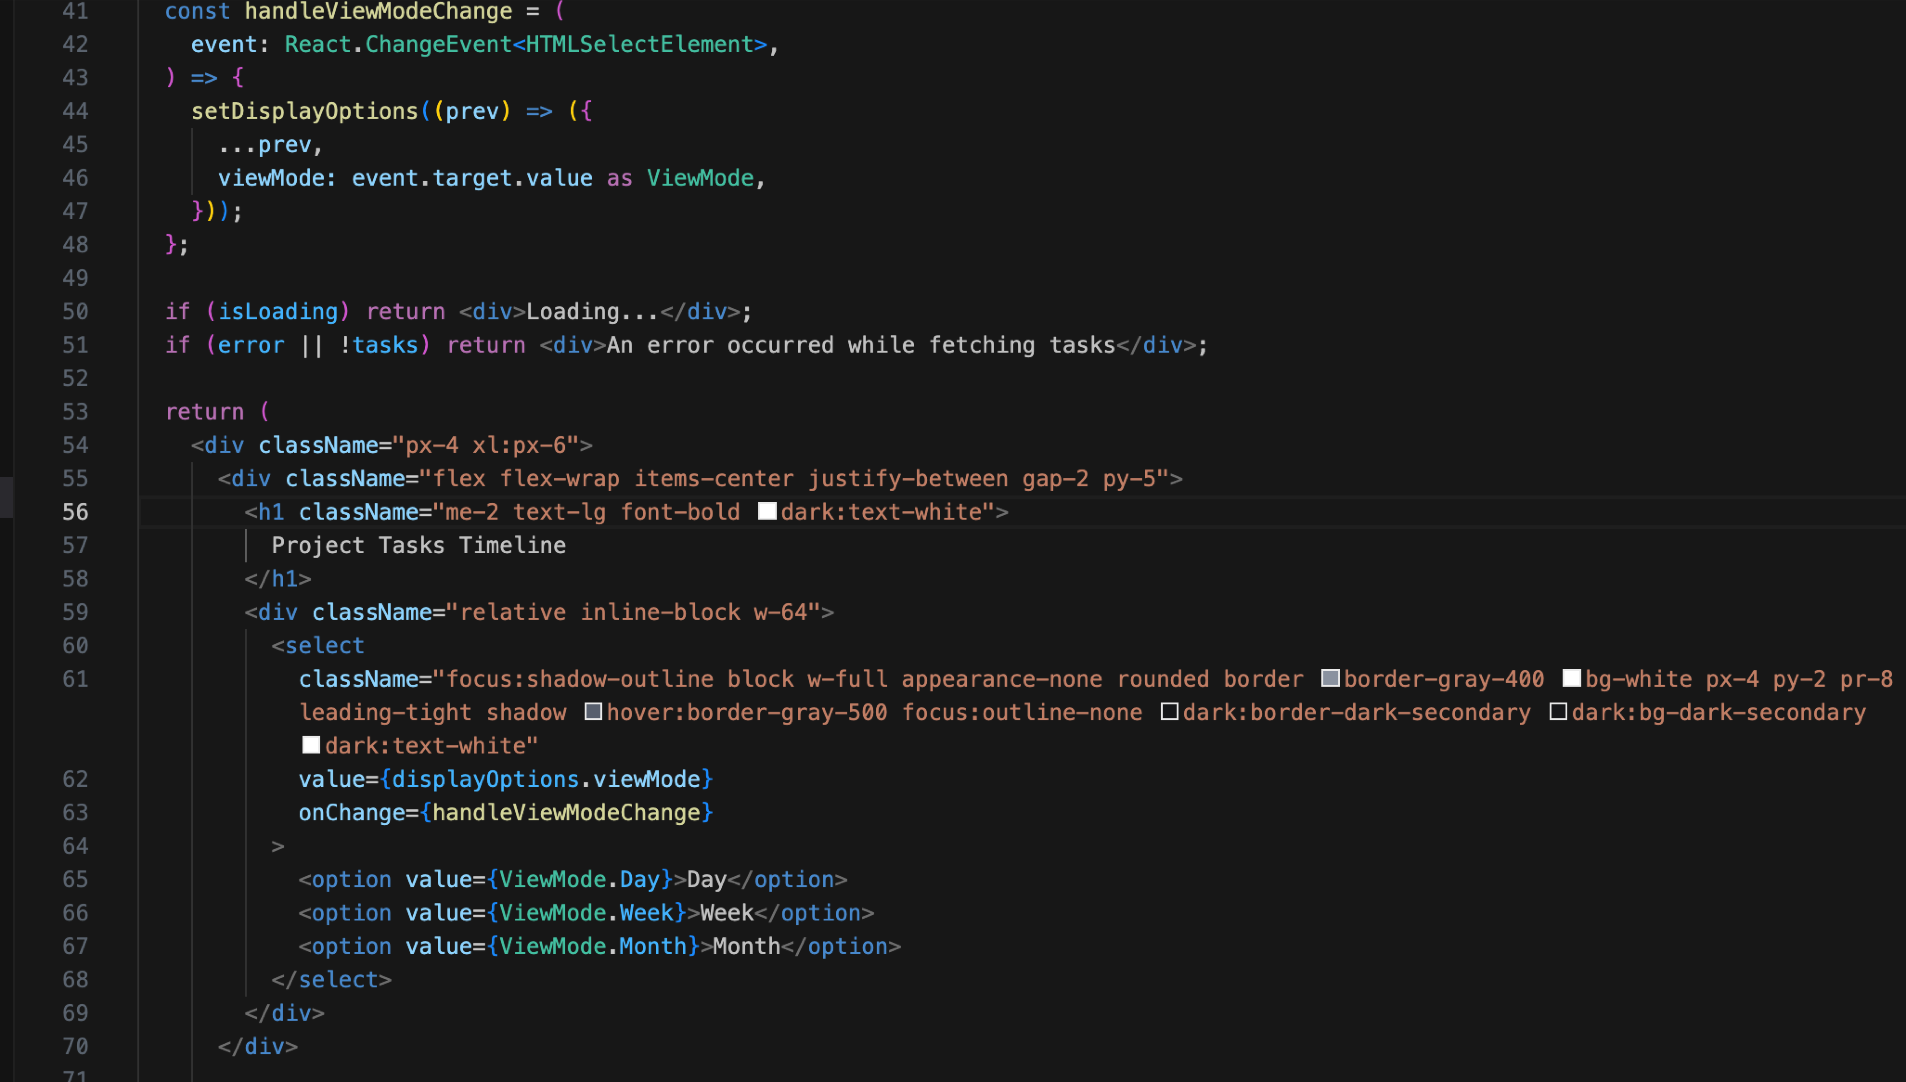 41 const handleViewModeChange = (
42 event: React.ChangeEvent<HTMLSelectElement>,
43 ) => {
44 setDisplayOptions((prev) => ({
45 ...prev,
46 viewMode: event.target.value as ViewMode,
47 }));
48 };
49
50 if (isLoading) return <div>Loading...</div>;
51 if (error || !tasks) return <div>An error occurred while fetching tasks</div>;
52
53 return (
54 <div className="px-4 xl:px-6">
55 <div className="flex flex-wrap items-center justify-between gap-2 py-5">
56 <h1 className="me-2 text-lg font-bold dark:text-white">
57 Project Tasks Timeline
58 </h1>
59 <div className="relative inline-block w-64">
60 <select
61 className="focus:shadow-outline block w-full appearance-none rounded border border-gray-400 bg-white px-4 py-2 pr-8
leading-tight shadow hover:border-gray-500 focus:outline-none dark:border-dark-secondary dark:bg-dark-secondary
dark:text-white"
62 value={displayOptions.viewMode}
63 onChange={handleViewModeChange}
64 >
65 <option value={ViewMode.Day}>Day</option>
66 <option value={ViewMode.Week}>Week</option>
67 <option value={ViewMode.Month}>Month</option>
68 </select>
69 </div>
70 </div>
71